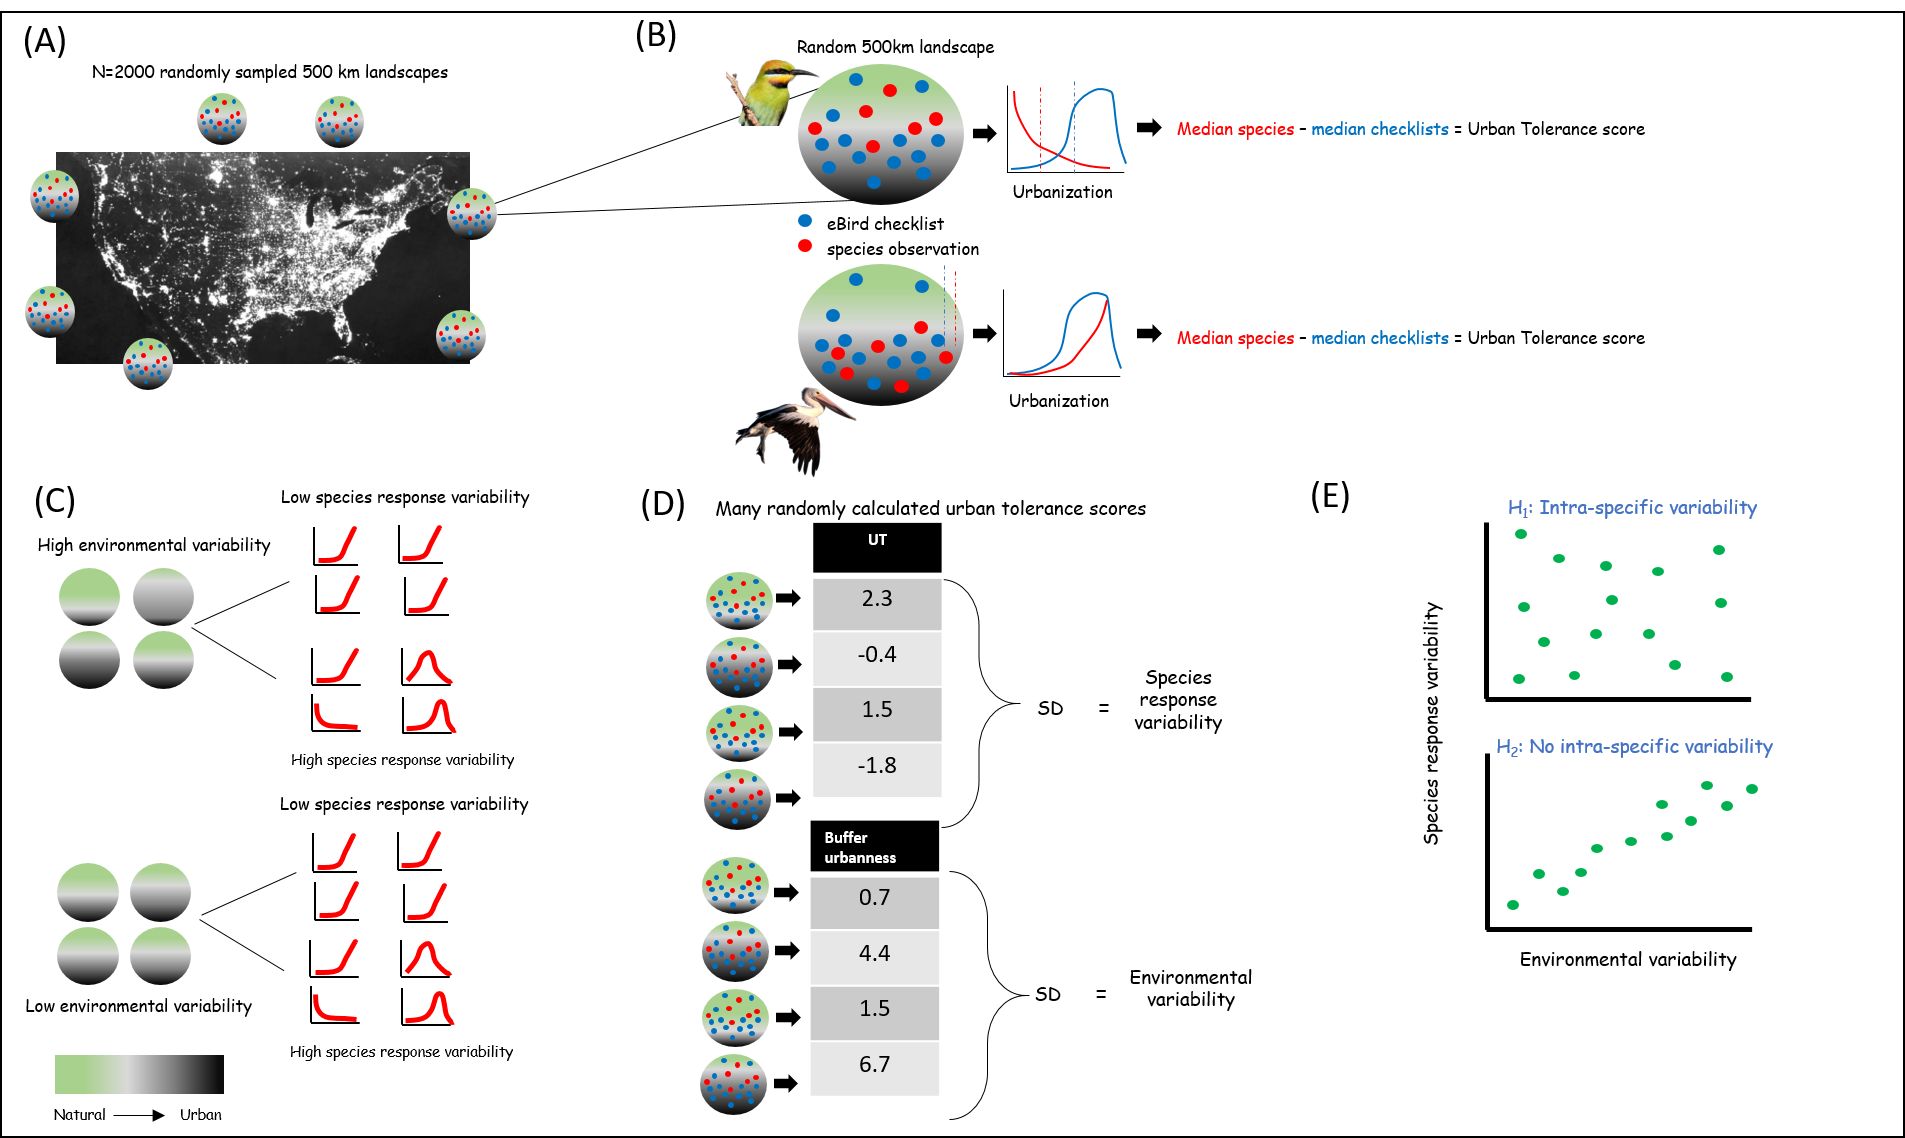 (A)
N=2000 randomly sampled 500 km landscapes
(B)
Random 500km landscape
Urbanization
Median species - median checklists = Urban Tolerance score
eBird checklist
species observation
Urbanization
Median species - median checklists = Urban Tolerance score
(C)
Low species response variability
High environmental variability
High species response variability
Low species response variability
Low environmental variability
High species response variability
Natural
Urban
(D)
Many randomly calculated urban tolerance scores
UT
2.3
-0.4
1.5
-1.8
SD = Species
response
variability
Buffer
urbanness
0.7
4.4
1.5
6.7
SD = Environmental
variability
(E)
H₁: Intra-specific variability
H₂: No intra-specific variability
Species response variability
Environmental variability